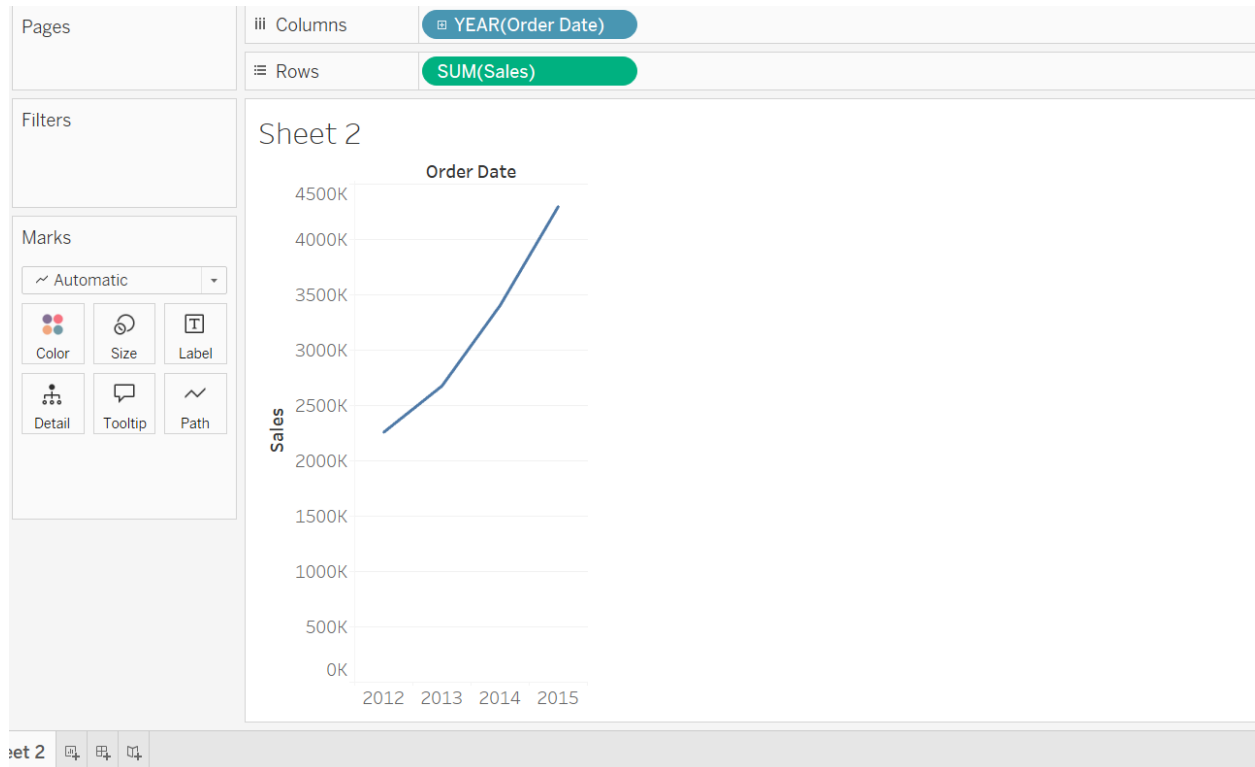 Pages
Columns
YEAR(Order Date)
Rows
SUM(Sales)
Filters
Marks
Automatic
Color
Size
Label
Detail
Tooltip
Path
Sheet 2
Order Date
4500K
4000K
3500K
3000K
2500K
2000K
1500K
1000K
500K
0K
Sales
2012 2013 2014 2015
eet 2